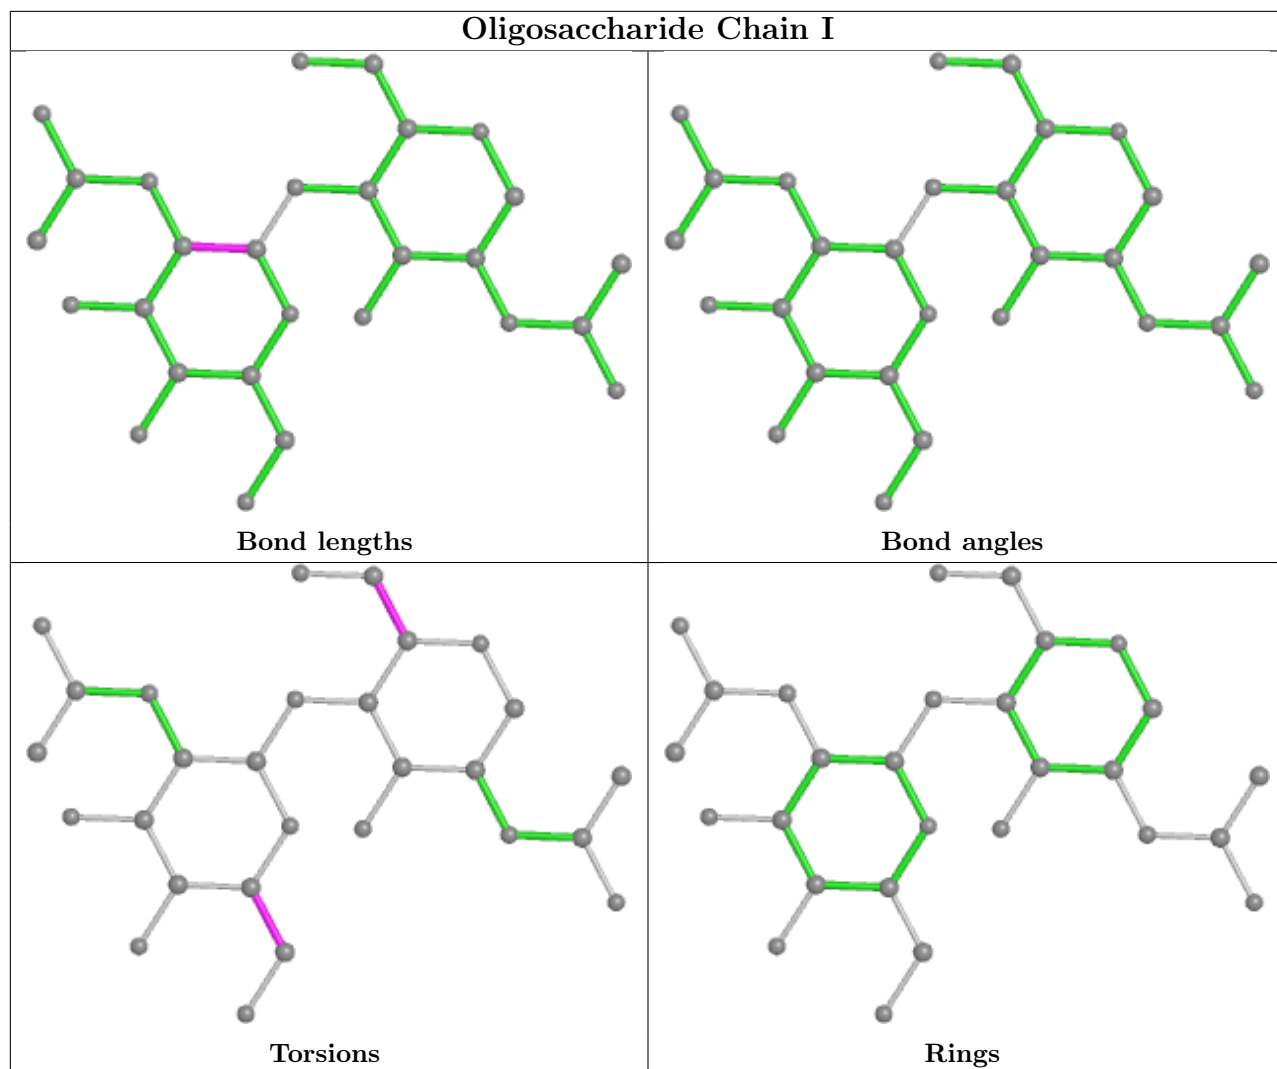 Oligosaccharide Chain I
Bond lengths
Bond angles
Torsions
Rings